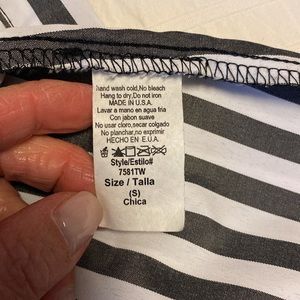 hand wash cold,No bleach
Hang to dry,Do not iron
MADE IN U.S.A.
Lavar a mano en agua fria
Con jabon suave
No usar cloro,secar colgado
No planchar,no exprimir
HECHO EN E.U.A.
Style/Estilo#
7581TW
Size / Talla
(S)
Chica